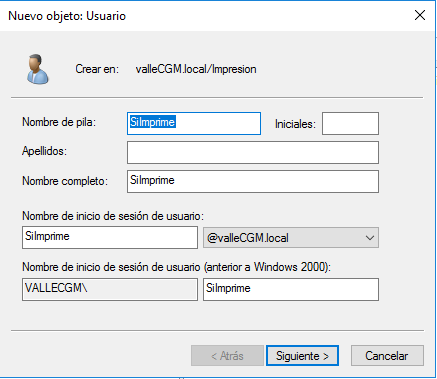 Nuevo objeto: Usuario
Crear en: valleCGM.local/Impresion
Nombre de pila: SiImprime Iniciales:
Apellidos:
Nombre completo: SiImprime
Nombre de inicio de sesión de usuario:
SiImprime @valleCGM.local
Nombre de inicio de sesión de usuario (anterior a Windows 2000):
VALLECGM\ SiImprime
< Atrás Siguiente > Cancelar